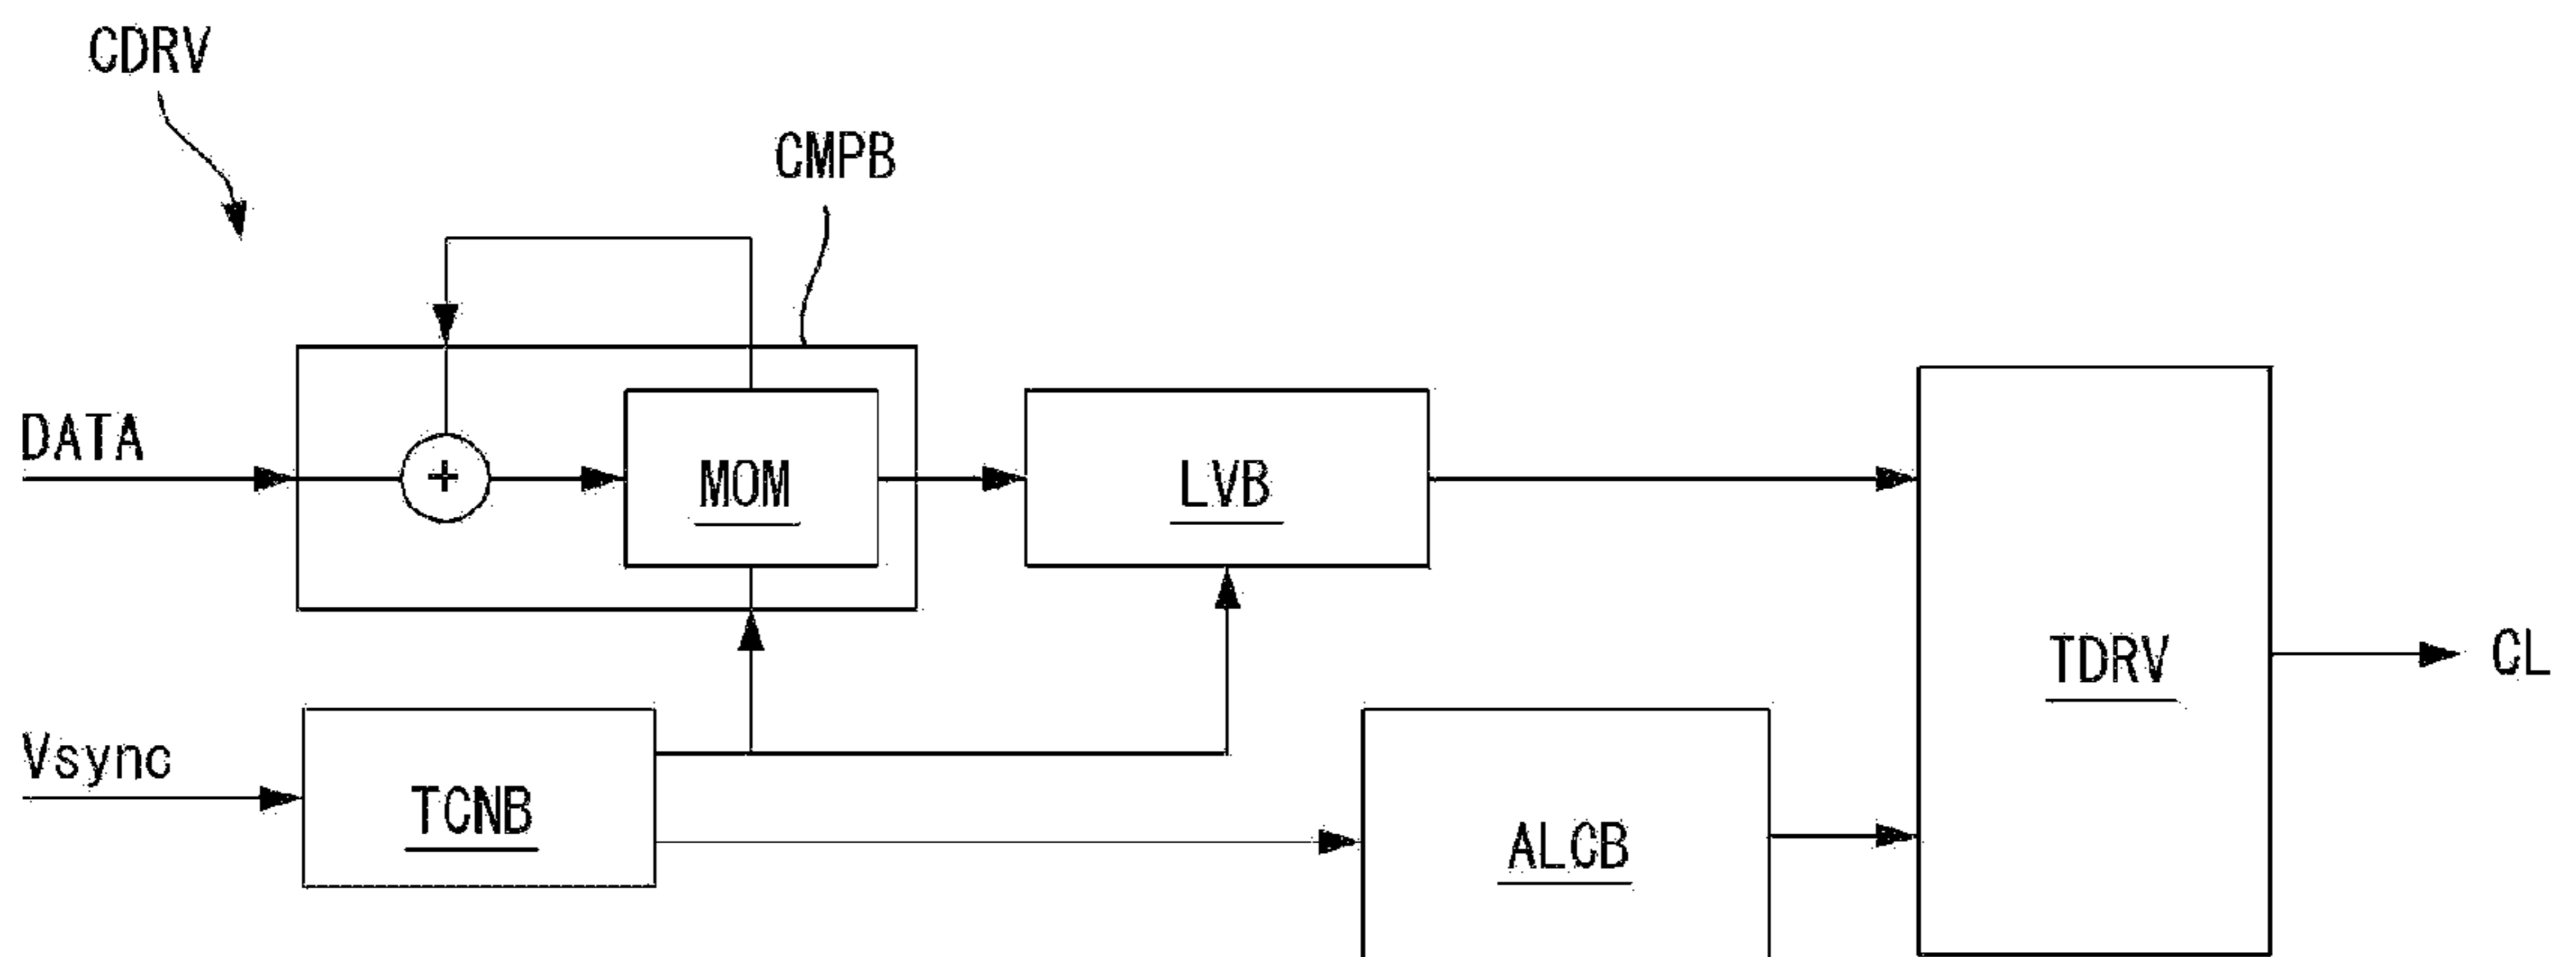 CDRV
CMPB
DATA
+
MOM
LVB
TDRV
CL
Vsync
TCNB
ALCB